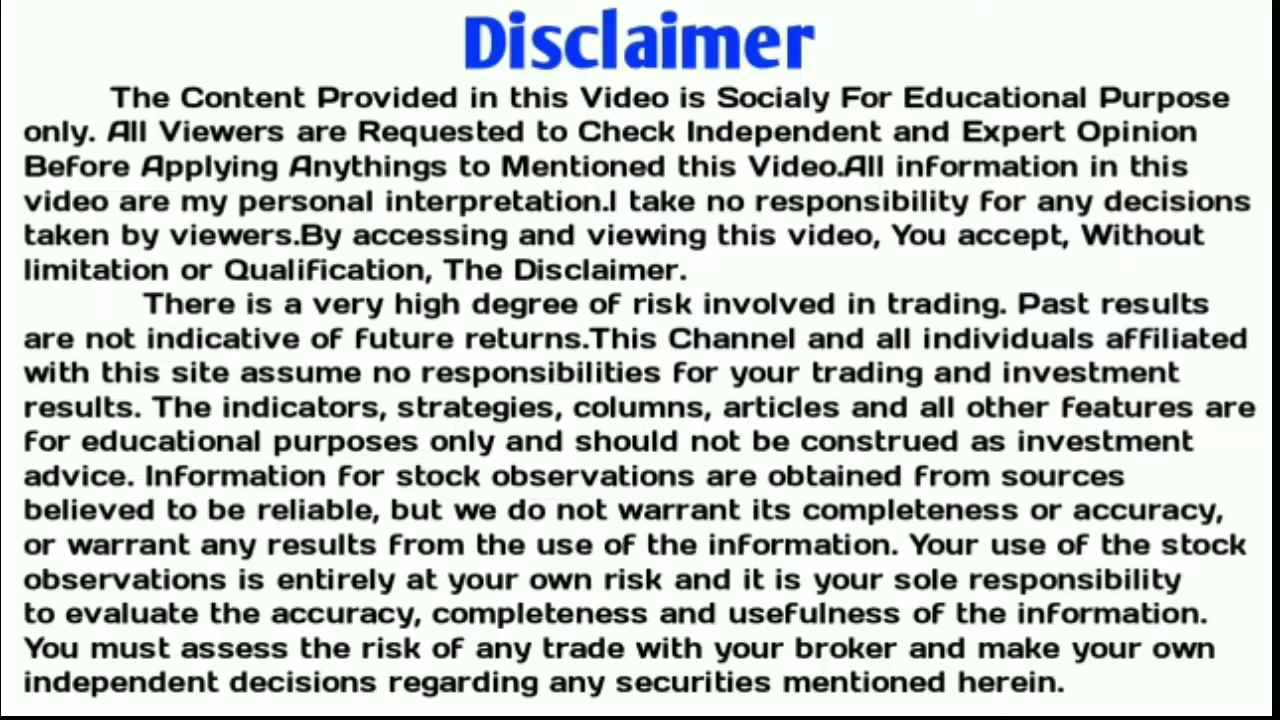 Disclaimer
The Content Provided in this Video is Socialy For Educational Purpose
only. All Viewers are Requested to Check Independent and Expert Opinion
Before Applying Anythings to Mentioned this Video.All information in this
video are my personal interpretation.I take no responsibility for any decisions
taken by viewers.By accessing and viewing this video, You accept, Without
limitation or Qualification, The Disclaimer.
There is a very high degree of risk involved in trading. Past results
are not indicative of future returns.This Channel and all individuals affiliated
with this site assume no responsibilities for your trading and investment
results. The indicators, strategies, columns, articles and all other features are
for educational purposes only and should not be construed as investment
advice. Information for stock observations are obtained from sources
believed to be reliable, but we do not warrant its completeness or accuracy,
or warrant any results from the use of the information. Your use of the stock
observations is entirely at your own risk and it is your sole responsibility
to evaluate the accuracy, completeness and usefulness of the information.
You must assess the risk of any trade with your broker and make your own
independent decisions regarding any securities mentioned herein.